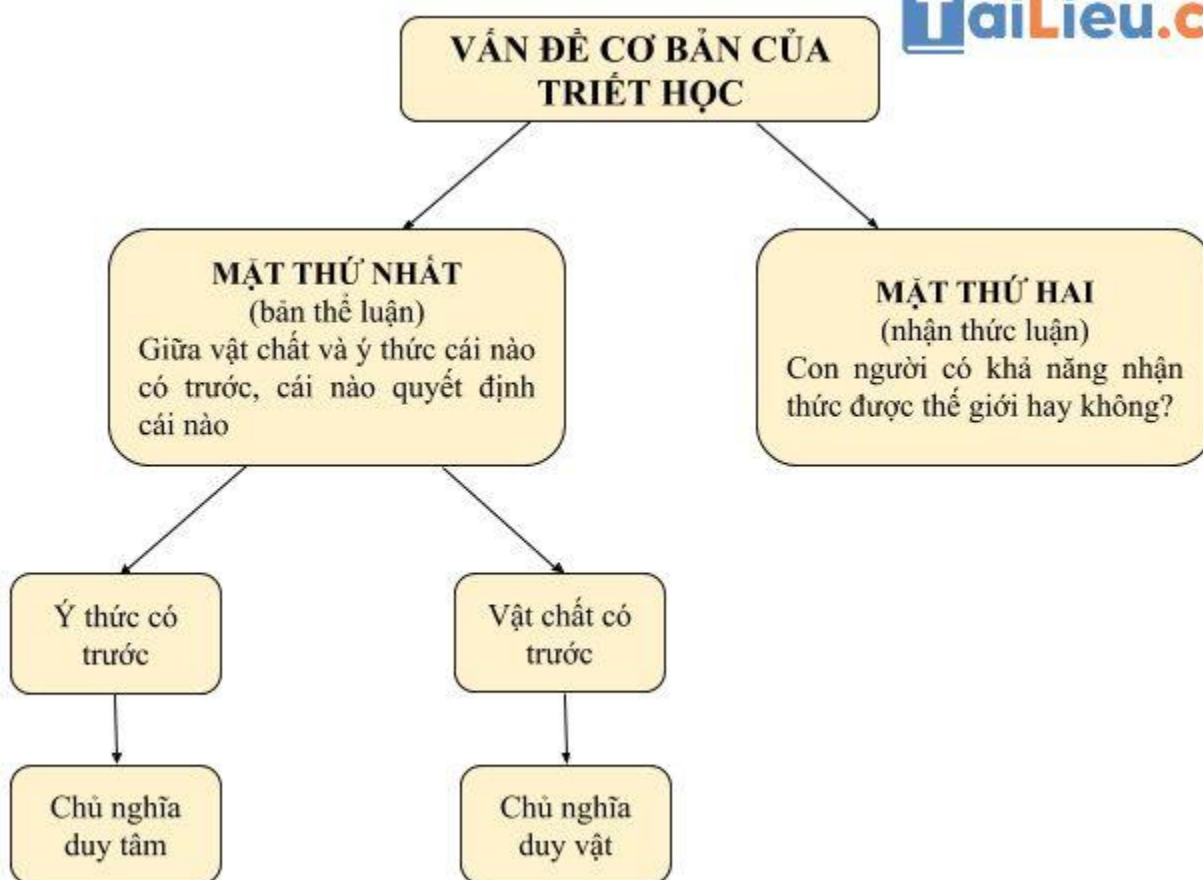 TaiLieu.c
VẤN ĐỀ CƠ BẢN CỦA
TRIẾT HỌC
MẶT THỨ NHẤT
(bản thể luận)
Giữa vật chất và ý thức cái nào
có trước, cái nào quyết định
cái nào
MẶT THỨ HAI
(nhận thức luận)
Con người có khả năng nhận
thức được thế giới hay không?
Ý thức có
trước
Vật chất có
trước
Chủ nghĩa
duy tâm
Chủ nghĩa
duy vật